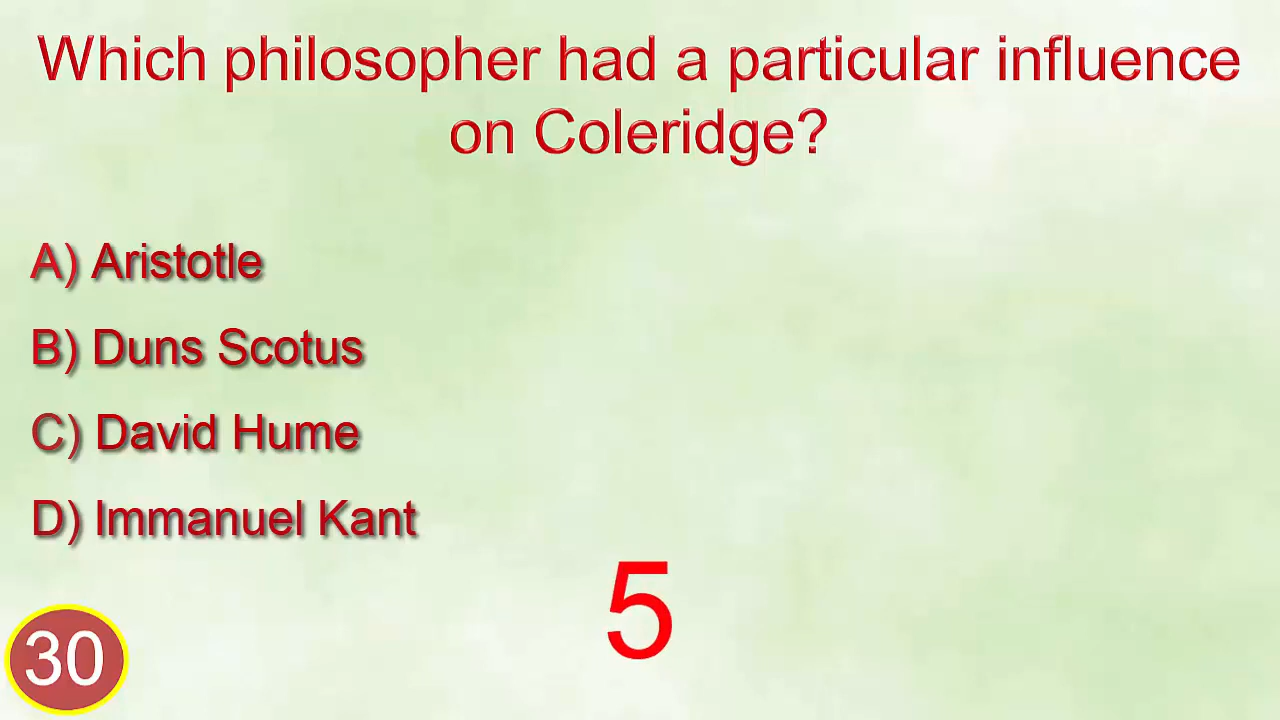 Which philosopher had a particular influence
on Coleridge?
A) Aristotle
B) Duns Scotus
C) David Hume
D) Immanuel Kant
5
30